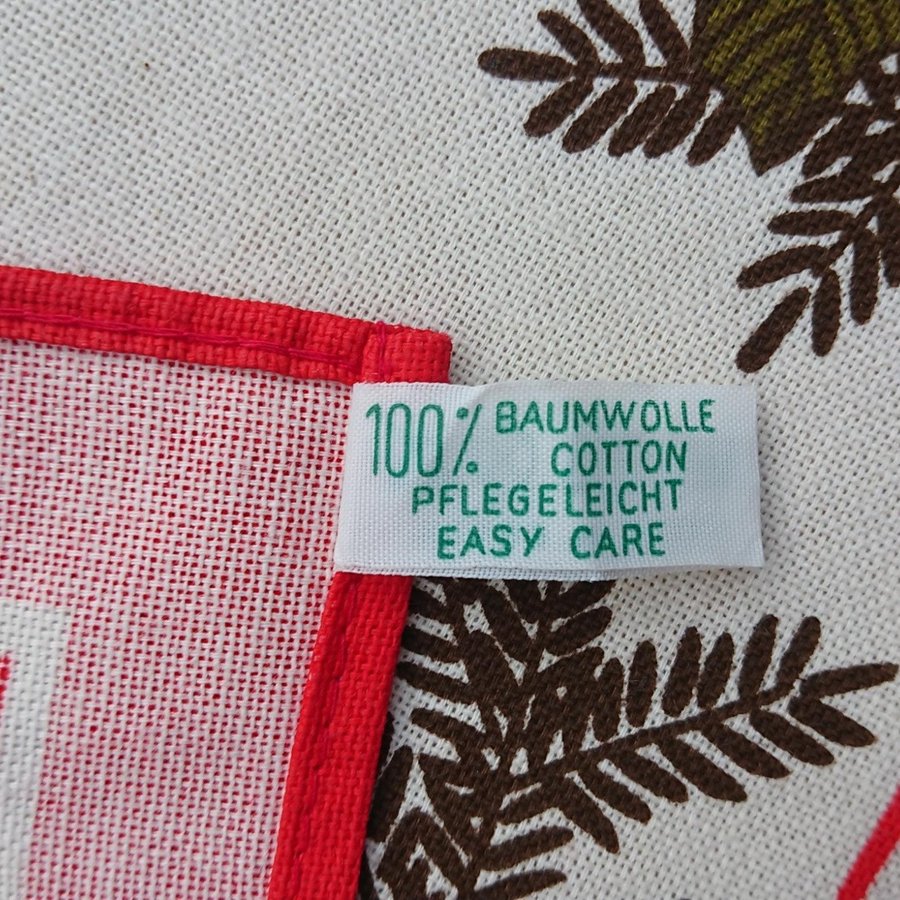 100% BAUMWOLLE
COTTON
PFLEGELEICHT
EASY CARE